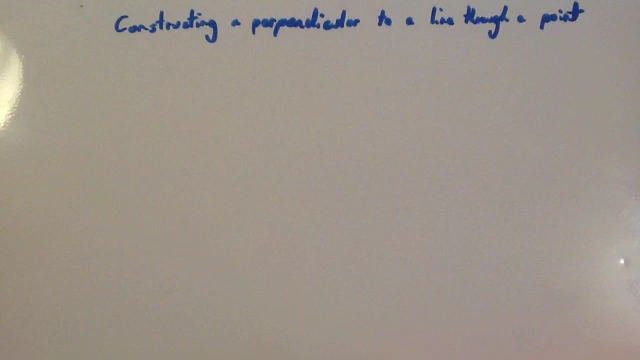 Constructing a perpendicular to a line through a point